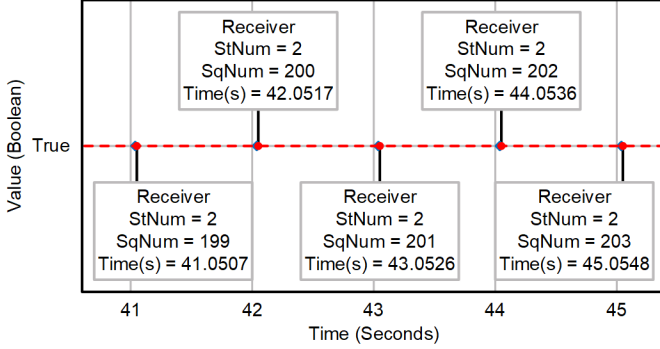 Receiver
StNum = 2
SqNum = 200
Time(s) = 42.0517
Receiver
StNum = 2
SqNum = 202
Time(s) = 44.0536
Value (Boolean)
True
Receiver
StNum = 2
SqNum = 199
Time(s) = 41.0507
Receiver
StNum = 2
SqNum = 201
Time(s) = 43.0526
Receiver
StNum = 2
SqNum = 203
Time(s) = 45.0548
41 42 43 44 45
Time (Seconds)